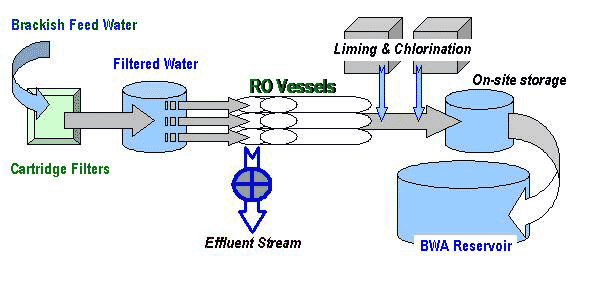 Brackish Feed Water
Filtered Water
Liming & Chlorination
RO Vessels
On-site storage
Cartridge Filters
Effluent Stream
BWA Reservoir